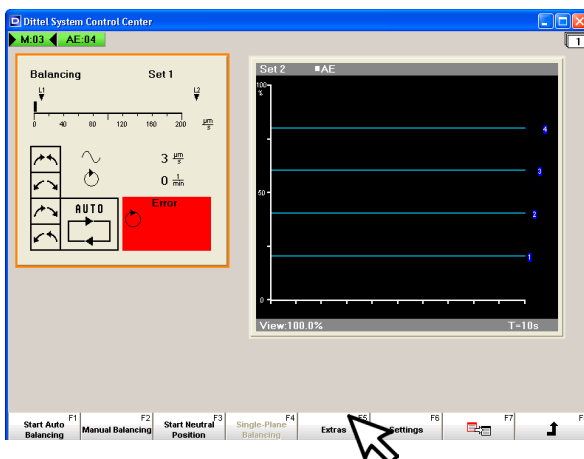 Dittel System Control Center
M:03 AE:04
1
Balancing Set 1
L1 L2
0 40 80 120 160 200 µm/s
3 µm/s
0 1/min
AUTO
Error
Set 2 AE
100
%
50
0
4
3
2
1
View:100.0% T=10s
F1 F2 F3 F4 F5 F6 F7 F
Start Auto Balancing
Manual Balancing
Start Neutral Position
Single-Plane Balancing
Extras
Settings